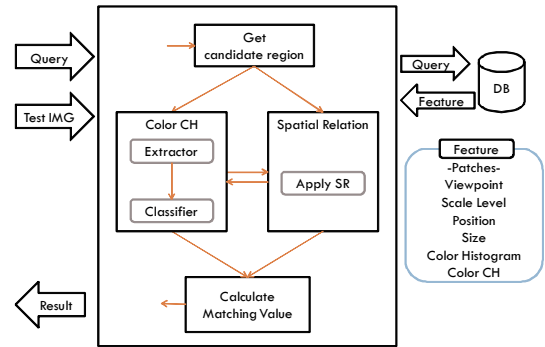 Get
candidate region
Query
Query
DB
Feature
Test IMG
Color CH
Spatial Relation
Extractor
Classifier
Apply SR
Feature
-Patches-
Viewpoint
Scale Level
Position
Size
Color Histogram
Color CH
Result
Calculate
Matching Value